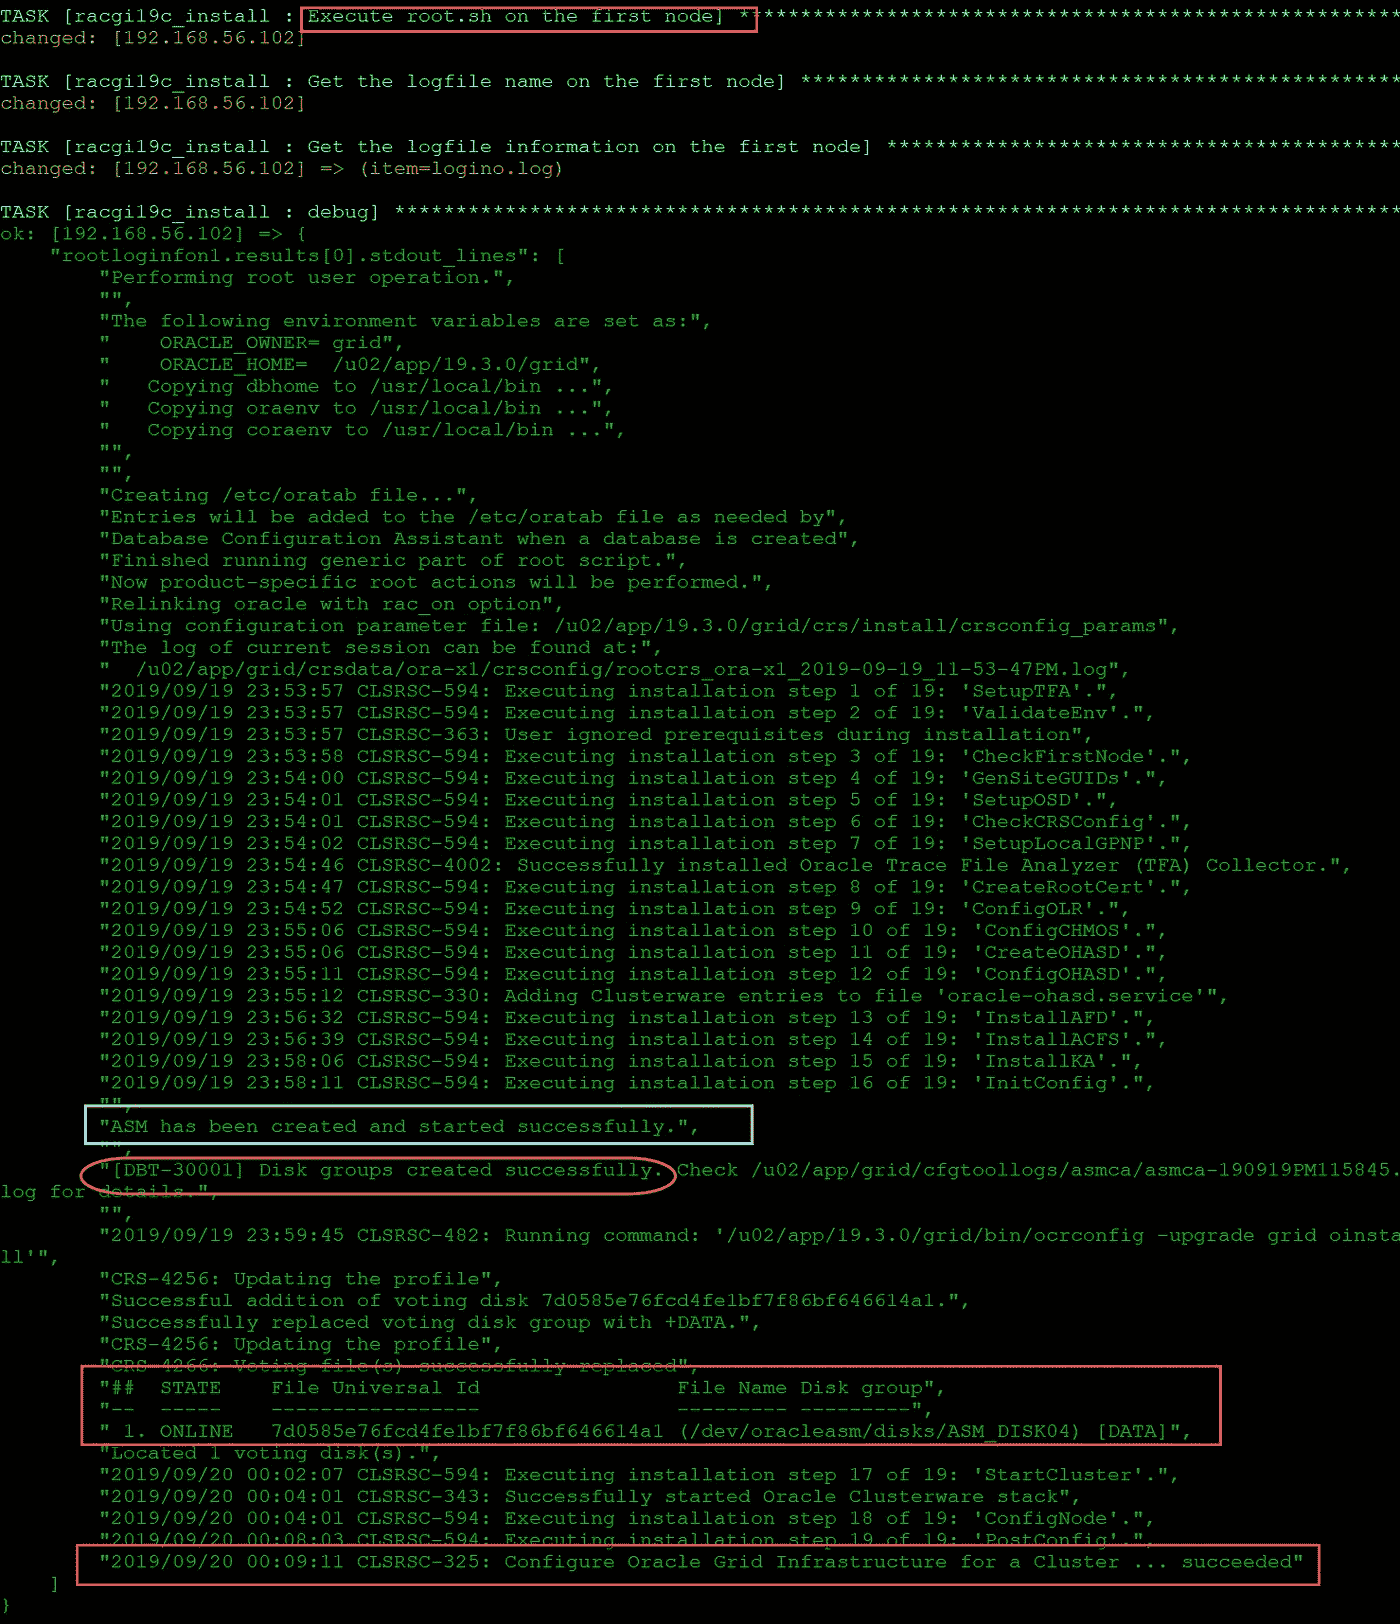 TASK [racgi19c_install : Execute root.sh on the first node] ******************************************************
changed: [192.168.56.102]
TASK [racgi19c_install : Get the logfile name on the first node] *************************************************
changed: [192.168.56.102]
TASK [racgi19c_install : Get the logfile information on the first node] ******************************************
changed: [192.168.56.102] => (item=logino.log)
TASK [racgi19c_install : debug] **********************************************************************************
ok: [192.168.56.102] => {
    "rootloginfon1.results[0].stdout_lines": [
        "Performing root user operation.",
        "",
        "The following environment variables are set as:",
        "    ORACLE_OWNER= grid",
        "    ORACLE_HOME=  /u02/app/19.3.0/grid",
        "   Copying dbhome to /usr/local/bin ...",
        "   Copying oraenv to /usr/local/bin ...",
        "   Copying coraenv to /usr/local/bin ...",
        "",
        "",
        "Creating /etc/oratab file...",
        "Entries will be added to the /etc/oratab file as needed by",
        "Database Configuration Assistant when a database is created",
        "Finished running generic part of root script.",
        "Now product-specific root actions will be performed.",
        "Relinking oracle with rac_on option",
        "Using configuration parameter file: /u02/app/19.3.0/grid/crs/install/crsconfig_params",
        "The log of current session can be found at:",
        "  /u02/app/grid/crsdata/ora-x1/crsconfig/rootcrs_ora-x1_2019-09-19_11-53-47PM.log",
        "2019/09/19 23:53:57 CLSRSC-594: Executing installation step 1 of 19: 'SetupTFA'.",
        "2019/09/19 23:53:57 CLSRSC-594: Executing installation step 2 of 19: 'ValidateEnv'.",
        "2019/09/19 23:53:57 CLSRSC-363: User ignored prerequisites during installation",
        "2019/09/19 23:53:58 CLSRSC-594: Executing installation step 3 of 19: 'CheckFirstNode'.",
        "2019/09/19 23:54:00 CLSRSC-594: Executing installation step 4 of 19: 'GenSiteGUIDs'.",
        "2019/09/19 23:54:01 CLSRSC-594: Executing installation step 5 of 19: 'SetupOSD'.",
        "2019/09/19 23:54:01 CLSRSC-594: Executing installation step 6 of 19: 'CheckCRSConfig'.",
        "2019/09/19 23:54:02 CLSRSC-594: Executing installation step 7 of 19: 'SetupLocalGPNP'.",
        "2019/09/19 23:54:46 CLSRSC-4002: Successfully installed Oracle Trace File Analyzer (TFA) Collector.",
        "2019/09/19 23:54:47 CLSRSC-594: Executing installation step 8 of 19: 'CreateRootCert'.",
        "2019/09/19 23:54:52 CLSRSC-594: Executing installation step 9 of 19: 'ConfigOLR'.",
        "2019/09/19 23:55:06 CLSRSC-594: Executing installation step 10 of 19: 'ConfigCHMOS'.",
        "2019/09/19 23:55:06 CLSRSC-594: Executing installation step 11 of 19: 'CreateOHASD'.",
        "2019/09/19 23:55:11 CLSRSC-594: Executing installation step 12 of 19: 'ConfigOHASD'.",
        "2019/09/19 23:55:12 CLSRSC-330: Adding Clusterware entries to file 'oracle-ohasd.service'",
        "2019/09/19 23:56:32 CLSRSC-594: Executing installation step 13 of 19: 'InstallAFD'.",
        "2019/09/19 23:56:39 CLSRSC-594: Executing installation step 14 of 19: 'InstallACFS'.",
        "2019/09/19 23:58:06 CLSRSC-594: Executing installation step 15 of 19: 'InstallKA'.",
        "2019/09/19 23:58:11 CLSRSC-594: Executing installation step 16 of 19: 'InitConfig'.",
        "",
        "ASM has been created and started successfully.",
        "",
        "[DBT-30001] Disk groups created successfully. Check /u02/app/grid/cfgtoollogs/asmca/asmca-190919PM115845.
log for details.",
        "",
        "2019/09/19 23:59:45 CLSRSC-482: Running command: '/u02/app/19.3.0/grid/bin/ocrconfig -upgrade grid oinsta
ll'",
        "CRS-4256: Updating the profile",
        "Successful addition of voting disk 7d0585e76fcd4fe1bf7f86bf646614a1.",
        "Successfully replaced voting disk group with +DATA.",
        "CRS-4256: Updating the profile",
        "CRS-4266: Voting file(s) successfully replaced",
        "##  STATE    File Universal Id                File Name Disk group",
        "--  -----    -----------------                --------- ---------",
        " 1. ONLINE   7d0585e76fcd4fe1bf7f86bf646614a1 (/dev/oracleasm/disks/ASM_DISK04) [DATA]",
        "Located 1 voting disk(s).",
        "2019/09/20 00:02:07 CLSRSC-594: Executing installation step 17 of 19: 'StartCluster'.",
        "2019/09/20 00:04:01 CLSRSC-343: Successfully started Oracle Clusterware stack",
        "2019/09/20 00:04:01 CLSRSC-594: Executing installation step 18 of 19: 'ConfigNode'.",
        "2019/09/20 00:08:03 CLSRSC-594: Executing installation step 19 of 19: 'PostConfig'.",
        "2019/09/20 00:09:11 CLSRSC-325: Configure Oracle Grid Infrastructure for a Cluster ... succeeded"
    ]
}